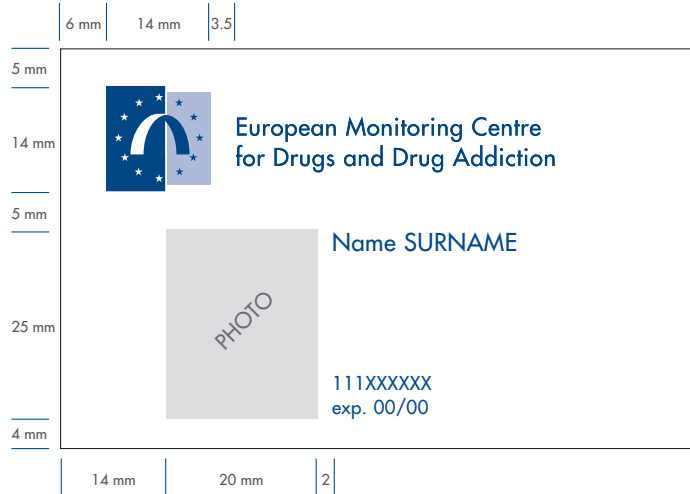 6 mm 14 mm 3.5
5 mm
14 mm
European Monitoring Centre
for Drugs and Drug Addiction
5 mm
Name SURNAME
25 mm
PHOTO
111XXXXXX
exp. 00/00
4 mm
14 mm 20 mm 2